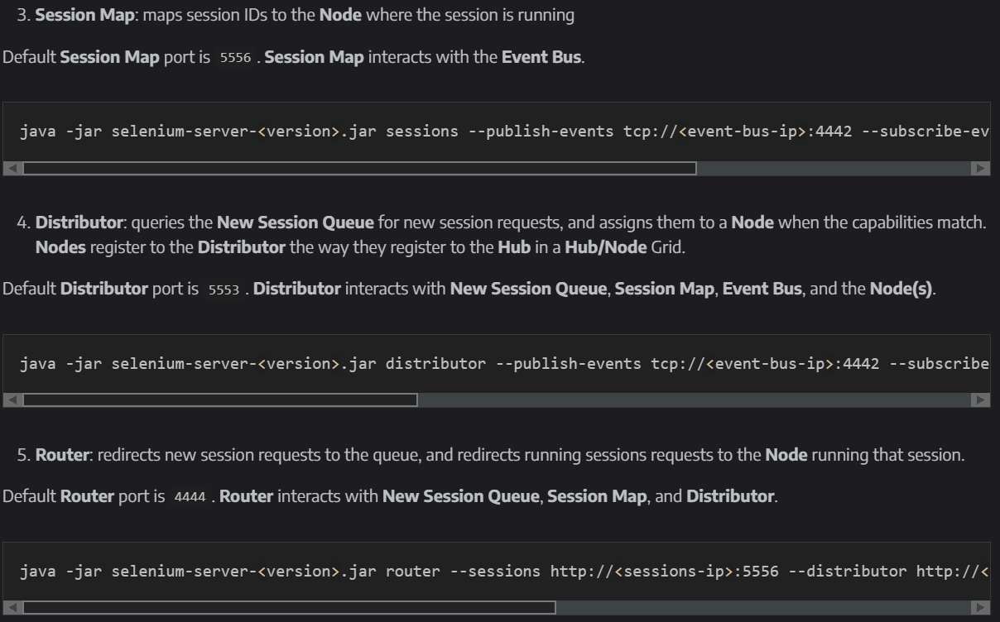 3. Session Map: maps session IDs to the Node where the session is running
Default Session Map port is 5556 . Session Map interacts with the Event Bus.
java -jar selenium-server-<version>.jar sessions --publish-events tcp://<event-bus-ip>:4442 --subscribe-ev
4. Distributor: queries the New Session Queue for new session requests, and assigns them to a Node when the capabilities match.
Nodes register to the Distributor the way they register to the Hub in a Hub/Node Grid.
Default Distributor port is 5553 . Distributor interacts with New Session Queue, Session Map, Event Bus, and the Node(s).
java -jar selenium-server-<version>.jar distributor --publish-events tcp://<event-bus-ip>:4442 --subscribe
5. Router: redirects new session requests to the queue, and redirects running sessions requests to the Node running that session.
Default Router port is 4444 . Router interacts with New Session Queue, Session Map, and Distributor.
java -jar selenium-server-<version>.jar router --sessions http://<sessions-ip>:5556 --distributor http://<